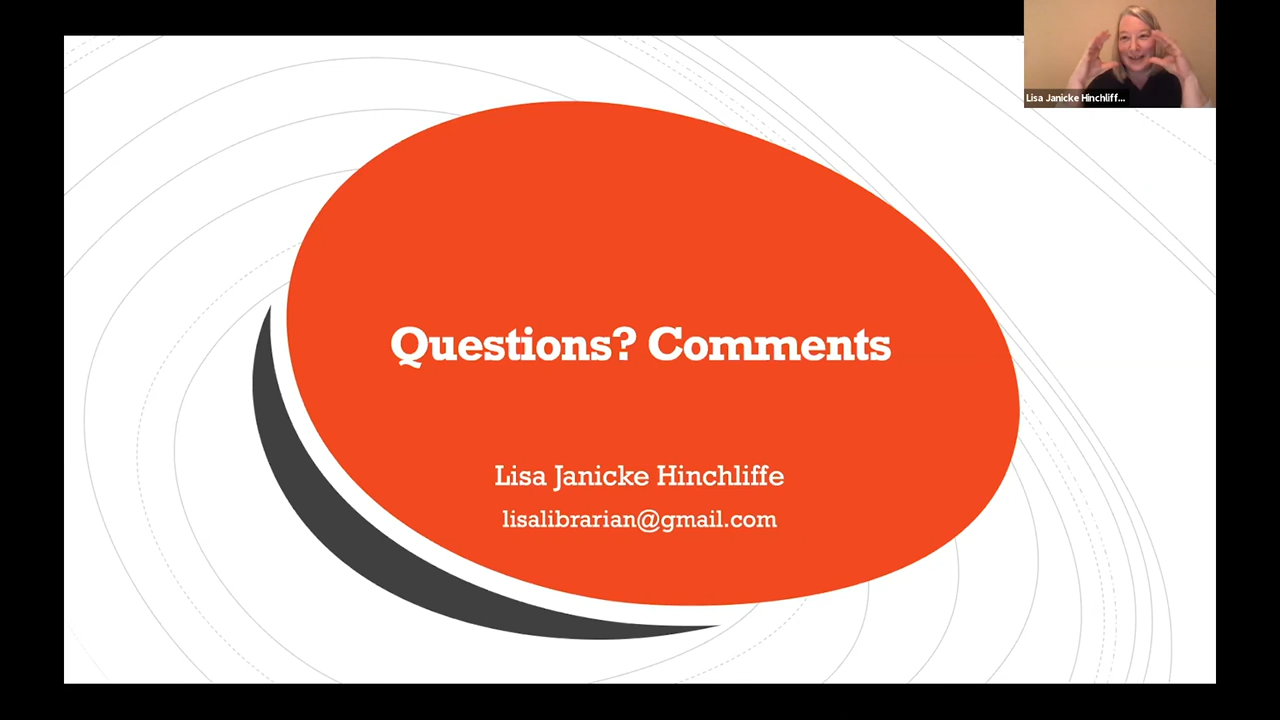 Lisa Janicke Hinchliff...
Questions? Comments
Lisa Janicke Hinchliffe
lisalibrarian@gmail.com